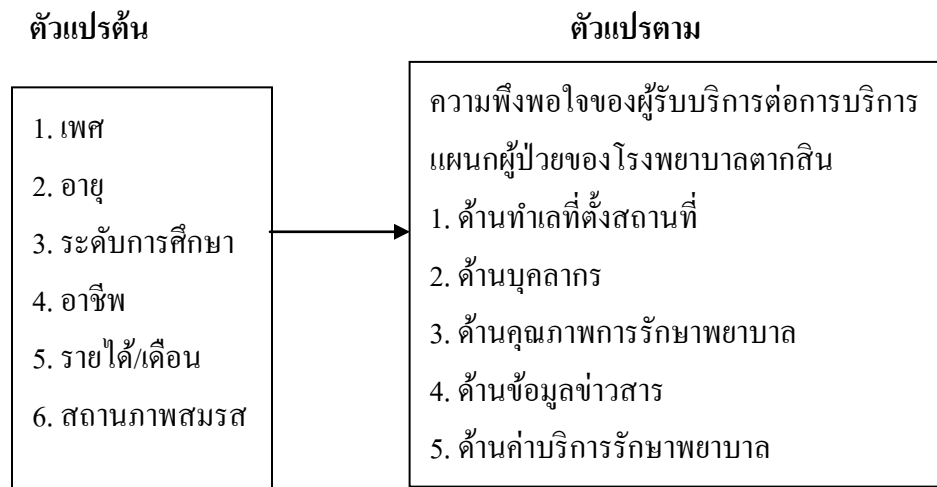 ตัวแปรต้น
1. เพศ
2. อายุ
3. ระดับการศึกษา
4. อาชีพ
5. รายได้/เดือน
6. สถานภาพสมรส
ตัวแปรตาม
ความพึงพอใจของผู้รับบริการต่อการบริการ
แผนกผู้ป่วยของโรงพยาบาลตากสิน
1. ด้านทำเลที่ตั้งสถานที่
2. ด้านบุคลากร
3. ด้านคุณภาพการรักษาพยาบาล
4. ด้านข้อมูลข่าวสาร
5. ด้านค่าบริการรักษาพยาบาล